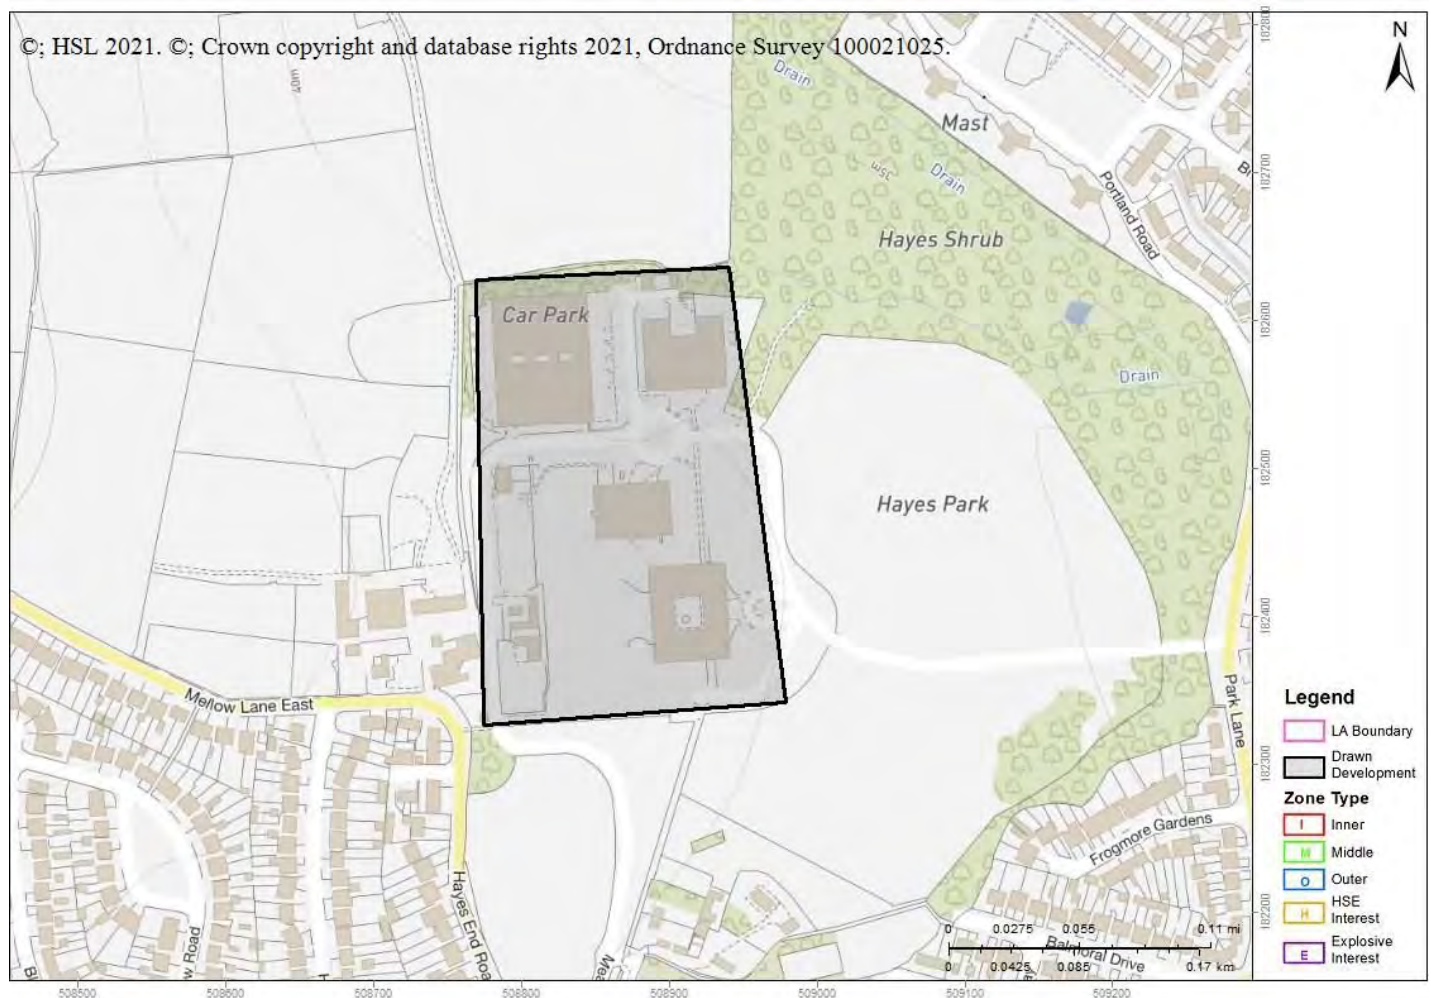 ©; HSL 2021. ©; Crown copyright and database rights 2021, Ordnance Survey 100021025.
N
40m
Drain
Mast
Drain
35m
Portland Road
Hayes Shrub
Car Park
Drain
Hayes Park
Mellow Lane East
Park Lane
Hayes End Roa
Frogmore Gardens
Balmoral Drive
w Road
Mea
Legend
LA Boundary
Drawn
Development
Zone Type
I Inner
M Middle
O Outer
H HSE
Interest
E Explosive
Interest
0 0.0275 0.055 0.11 mi
0 0.0425 0.085 0.17 km
182800
182700
182600
182500
182400
182300
182200
508500 508600 508700 508800 508900 509000 509100 509200